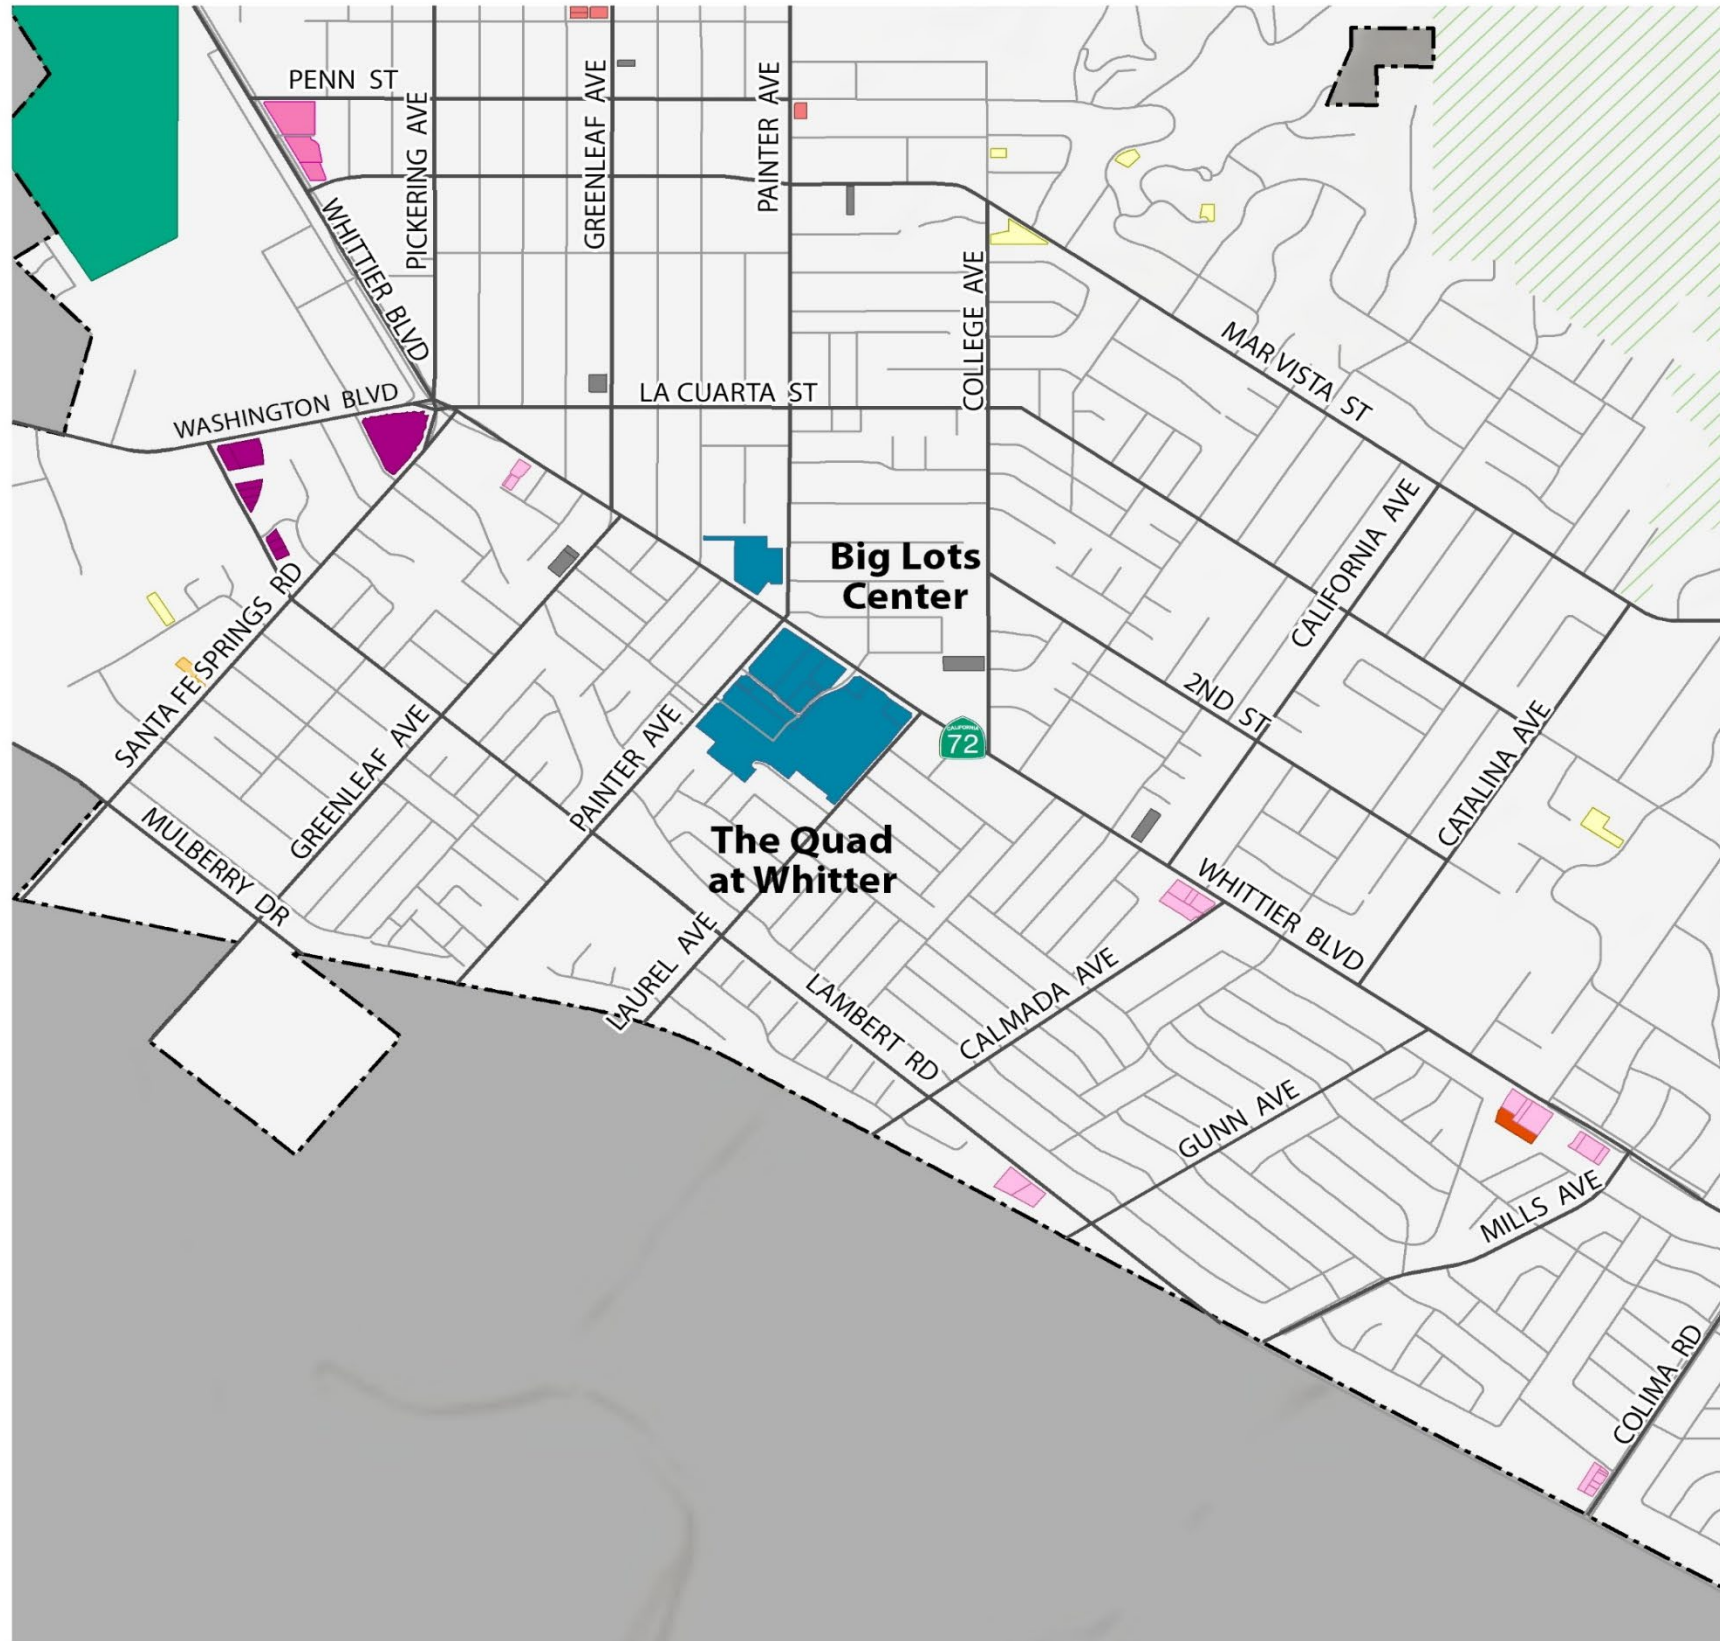 PENN ST
PICKERING AVE
GREENLEAF AVE
PAINTER AVE
WHITTIER BLVD
COLLEGE AVE
MAR VISTA ST
WASHINGTON BLVD
LA CUARTA ST
CALIFORNIA AVE
Big Lots
Center
SANTA FE SPRINGS RD
2ND ST
CALIFORNIA
72
CATALINA AVE
GREENLEAF AVE
PAINTER AVE
MULBERRY DR
The Quad
at Whitter
WHITTIER BLVD
LAUREL AVE
LAMBERT RD
CALMADA AVE
GUNN AVE
MILLS AVE
COLIMA RD